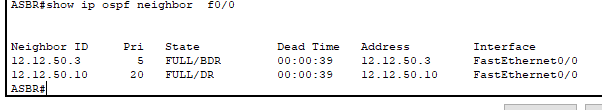 ASBR#show ip ospf neighbor  f0/0
Neighbor ID     Pri   State           Dead Time   Address         Interface
12.12.50.3        5   FULL/BDR        00:00:39    12.12.50.3      FastEthernet0/0
12.12.50.10      20   FULL/DR         00:00:39    12.12.50.10     FastEthernet0/0
ASBR#